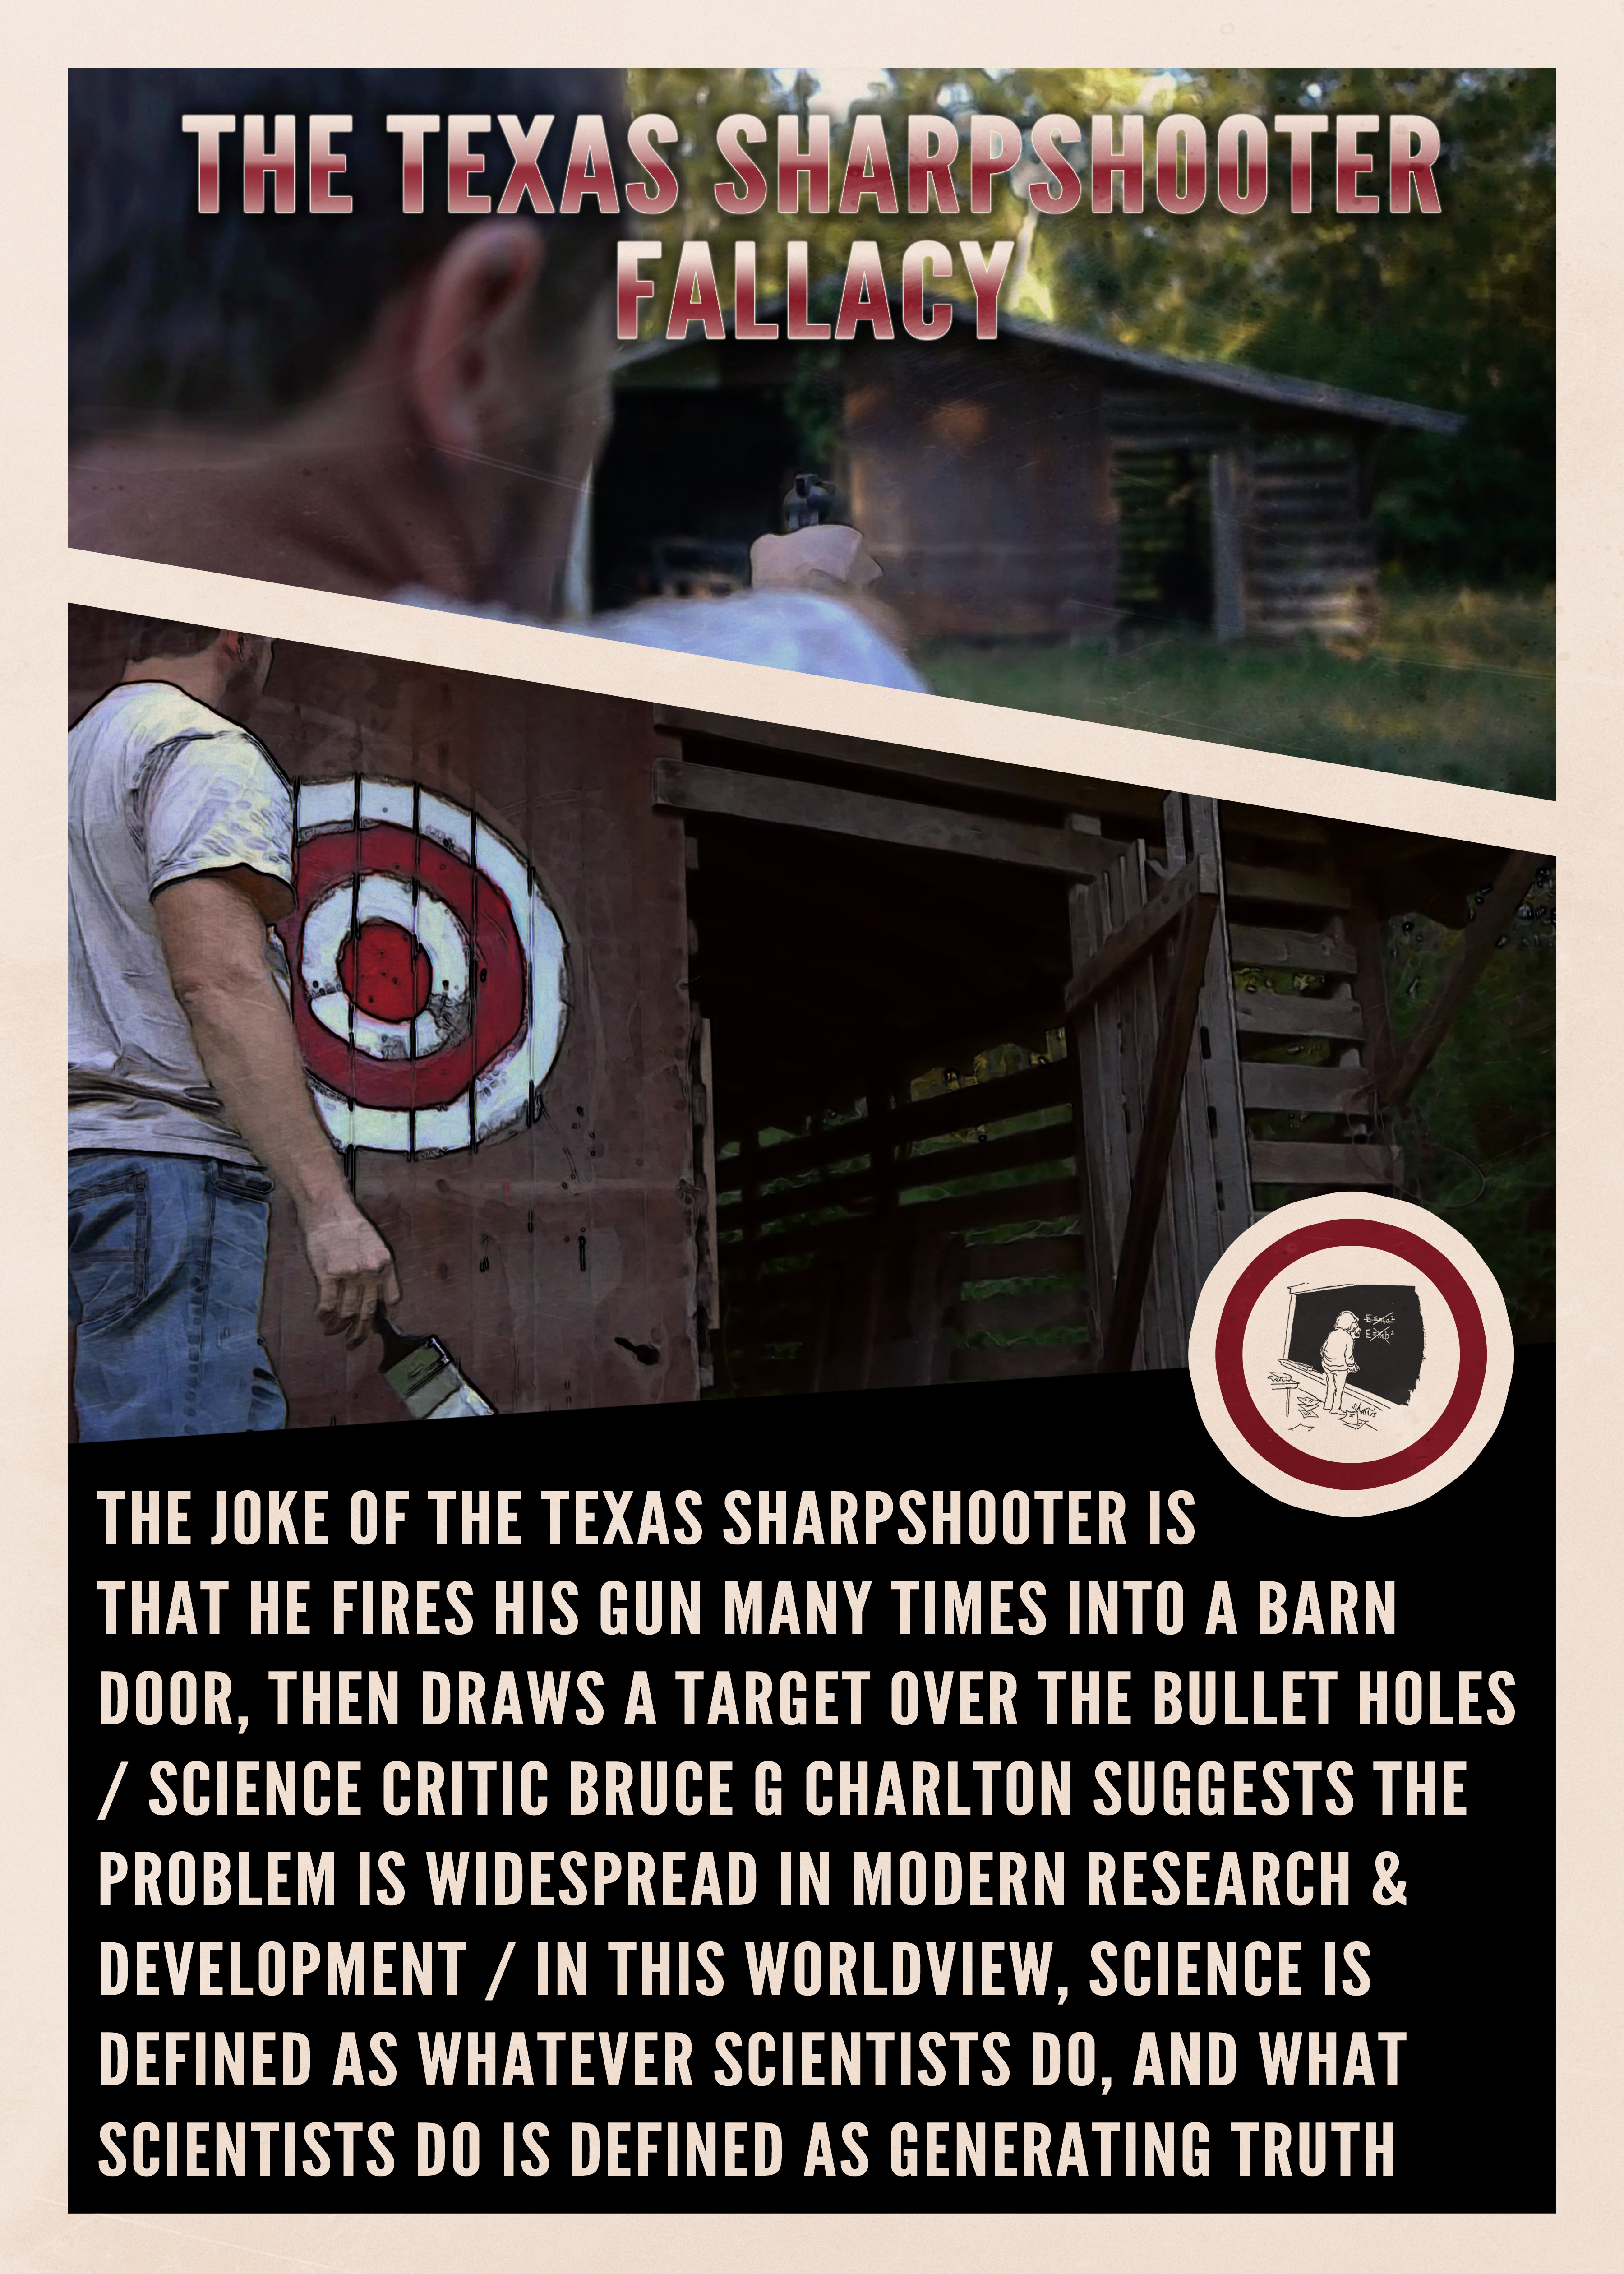 THE TEXAS SHARPSHOOTER
FALLACY
E=ma²
E=mb²
S.HARRIS
THE JOKE OF THE TEXAS SHARPSHOOTER IS
THAT HE FIRES HIS GUN MANY TIMES INTO A BARN
DOOR, THEN DRAWS A TARGET OVER THE BULLET HOLES
/ SCIENCE CRITIC BRUCE G CHARLTON SUGGESTS THE
PROBLEM IS WIDESPREAD IN MODERN RESEARCH &
DEVELOPMENT / IN THIS WORLDVIEW, SCIENCE IS
DEFINED AS WHATEVER SCIENTISTS DO, AND WHAT
SCIENTISTS DO IS DEFINED AS GENERATING TRUTH